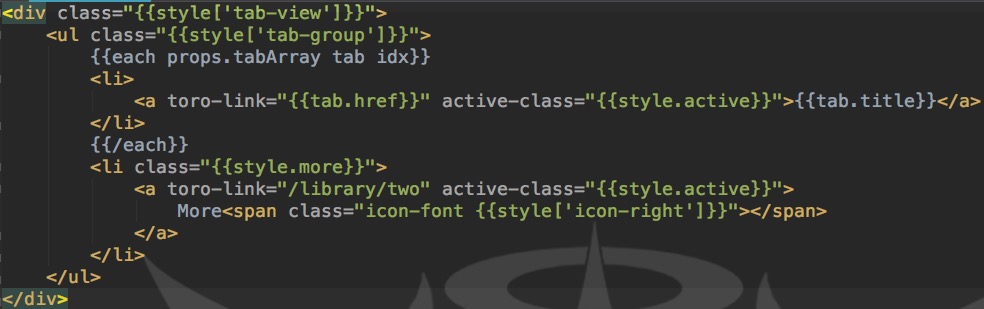 <div class="{{style['tab-view']}}">
    <ul class="{{style['tab-group']}}">
        {{each props.tabArray tab idx}}
        <li>
            <a toro-link="{{tab.href}}" active-class="{{style.active}}">{{tab.title}}</a>
        </li>
        {{/each}}
        <li class="{{style.more}}">
            <a toro-link="/library/two" active-class="{{style.active}}">
                More<span class="icon-font {{style['icon-right']}}"></span>
            </a>
        </li>
    </ul>
</div>